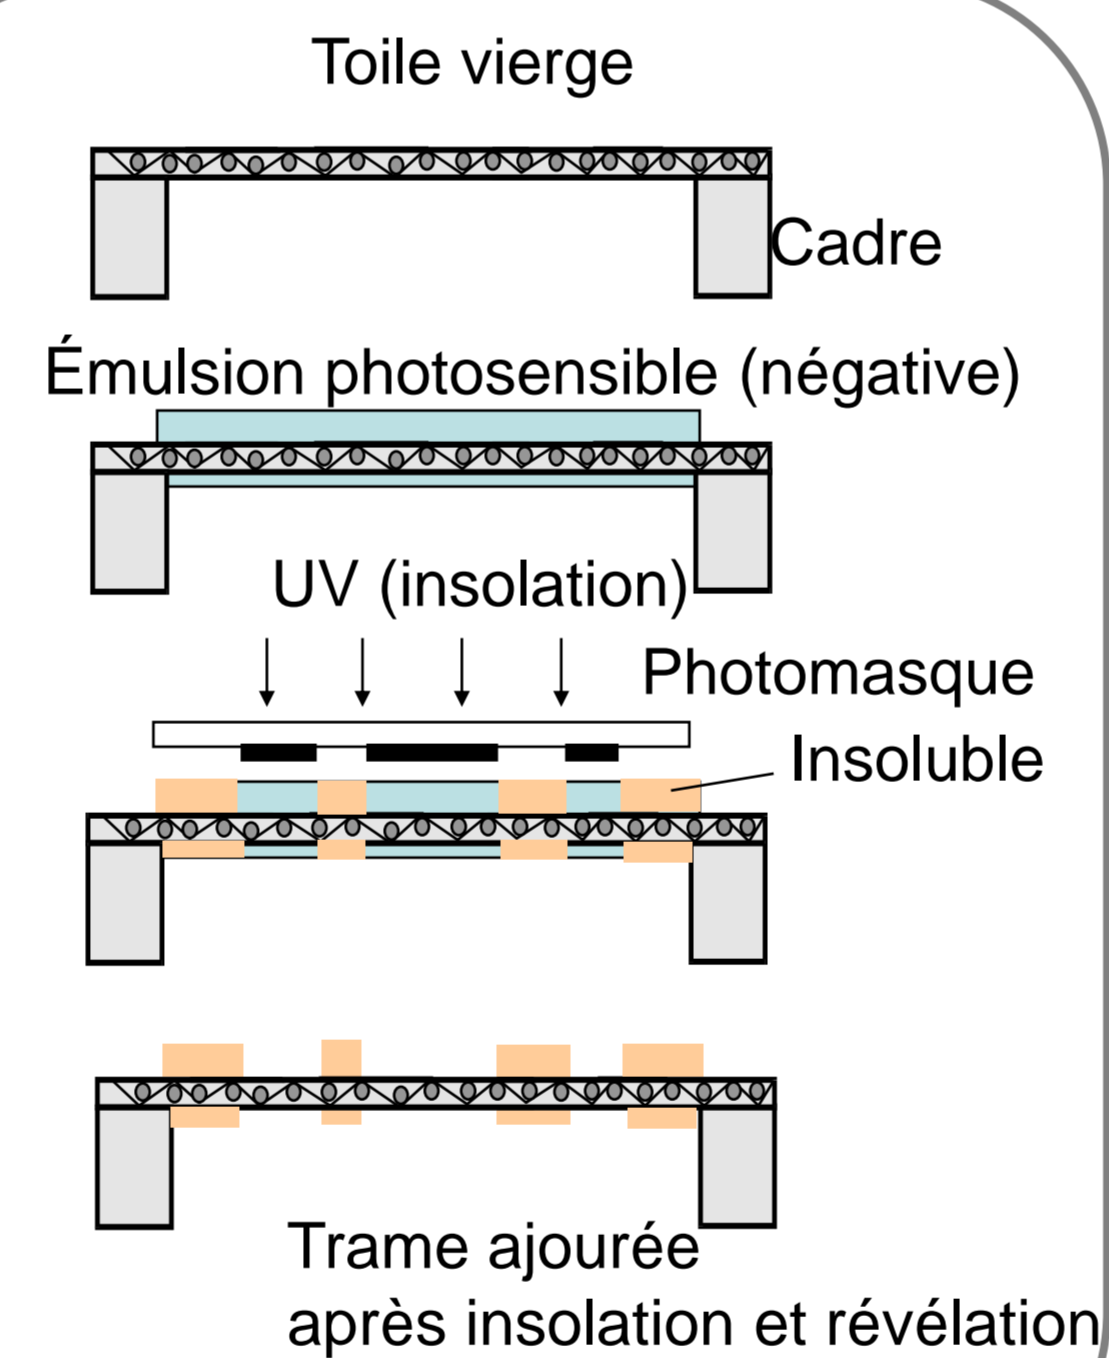 Toile vierge
Cadre
Émulsion photosensible (négative)
UV (insolation)
Photomasque
Insoluble
Trame ajourée
après insolation et révélation